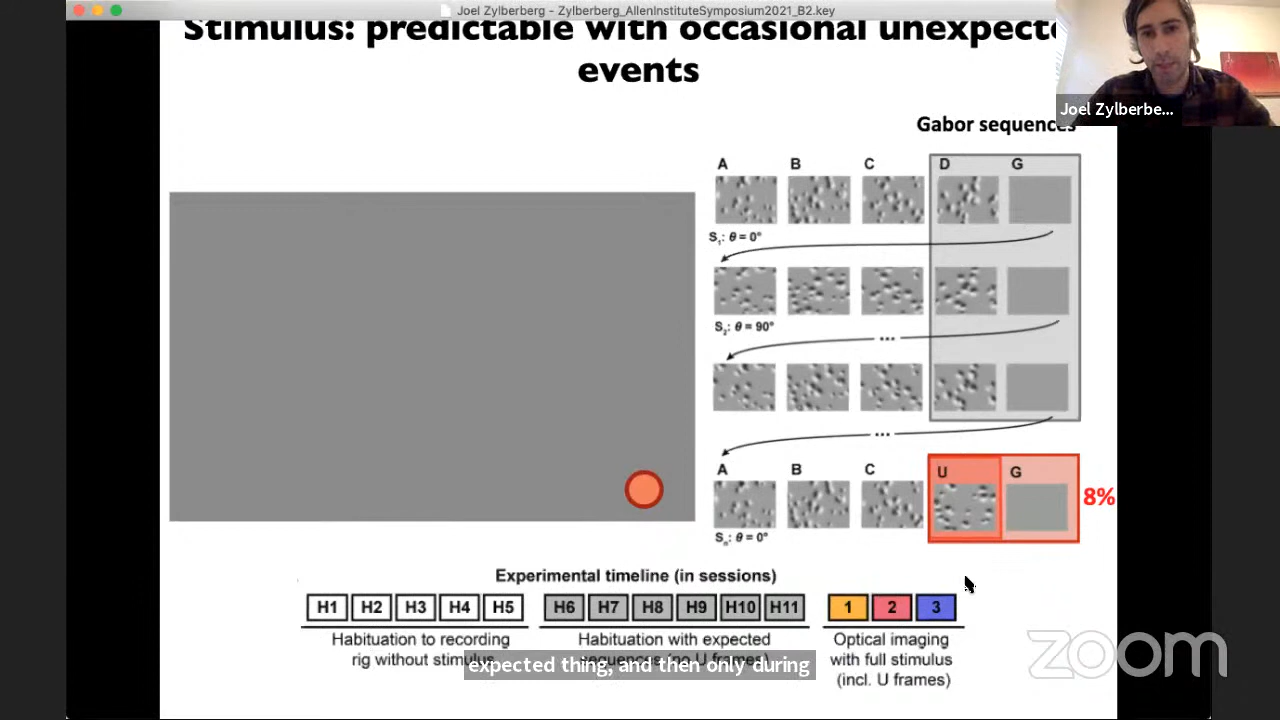 Joel Zylberberg - Zylberberg_AllenInstituteSymposium2021_B2.key
Stimulus: predictable with occasional unexpecte
events
Joel Zylberbe...
Gabor sequences
A B C D G
S₁: θ = 0°
S₂: θ = 90°
...
...
A B C U G
8%
Sₙ: θ = 0°
Experimental timeline (in sessions)
H1 H2 H3 H4 H5 H6 H7 H8 H9 H10 H11 1 2 3
Habituation to recording
rig without stimulus
Habituation with expected
sequences (no U frames)
Optical imaging
with full stimulus
(incl. U frames)
expected thing, and then only during
zoom